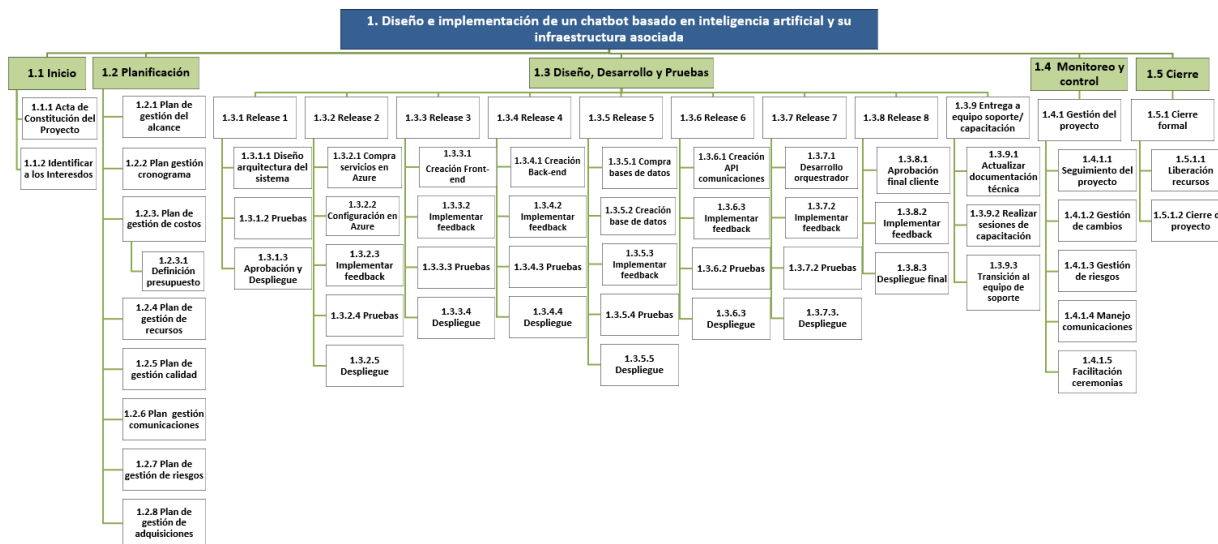 1. Diseño e implementación de un chatbot basado en inteligencia artificial y su
infraestructura asociada
1.1 Inicio
1.1.1 Acta de
Constitución del
Proyecto
1.1.2 Identificar
a los Interesdos
1.2 Planificación
1.2.1 Plan de
gestión del
alcance
1.2.2 Plan gestión
cronograma
1.2.3. Plan de
gestión de costos
1.2.3.1
Definición
presupuesto
1.2.4 Plan de
gestión de
recursos
1.2.5 Plan de
gestión calidad
1.2.6 Plan gestión
comunicaciones
1.2.7 Plan de
gestión de riesgos
1.2.8 Plan de
gestión de
adquisiciones
1.3 Diseño, Desarrollo y Pruebas
1.3.1 Release 1
1.3.1.1 Diseño
arquitectura del
sistema
1.3.1.2 Pruebas
1.3.1.3
Aprobación y
Despliegue
1.3.2 Release 2
1.3.2.1 Compra
servicios en
Azure
1.3.2.2
Configuración en
Azure
1.3.2.3
Implementar
feedback
1.3.2.4 Pruebas
1.3.2.5
Despliegue
1.3.3 Release 3
1.3.3.1
Creación Front-
end
1.3.3.2
Implementar
feedback
1.3.3.3 Pruebas
1.3.3.4
Despliegue
1.3.4 Release 4
1.3.4.1 Creación
Back-end
1.3.4.2
Implementar
feedback
1.3.4.3 Pruebas
1.3.4.4
Despliegue
1.3.5 Release 5
1.3.5.1 Compra
bases de datos
1.3.5.2 Creación
base de datos
1.3.5.3
Implementar
feedback
1.3.5.4 Pruebas
1.3.5.5
Despliegue
1.3.6 Release 6
1.3.6.1 Creación
API
comunicaciones
1.3.6.3
Implementar
feedback
1.3.6.2 Pruebas
1.3.6.3
Despliegue
1.3.7 Release 7
1.3.7.1
Desarrollo
orquestrador
1.3.7.2
Implementar
feedback
1.3.7.2 Pruebas
1.3.7.3.
Despliegue
1.3.8 Release 8
1.3.8.1
Aprobación
final cliente
1.3.8.2
Implementar
feedback
1.3.8.3
Despliegue final
1.3.9 Entrega a
equipo soporte/
capacitación
1.3.9.1
Actualizar
documentación
técnica
1.3.9.2 Realizar
sesiones de
capacitación
1.3.9.3
Transición al
equipo de
soporte
1.4 Monitoreo y
control
1.4.1 Gestión del
proyecto
1.4.1.1
Seguimiento del
proyecto
1.4.1.2 Gestión
de cambios
1.4.1.3 Gestión
de riesgos
1.4.1.4 Manejo
comunicaciones
1.4.1.5
Facilitación
ceremonias
1.5 Cierre
1.5.1 Cierre
formal
1.5.1.1
Liberación
recursos
1.5.1.2 Cierre d
proyecto